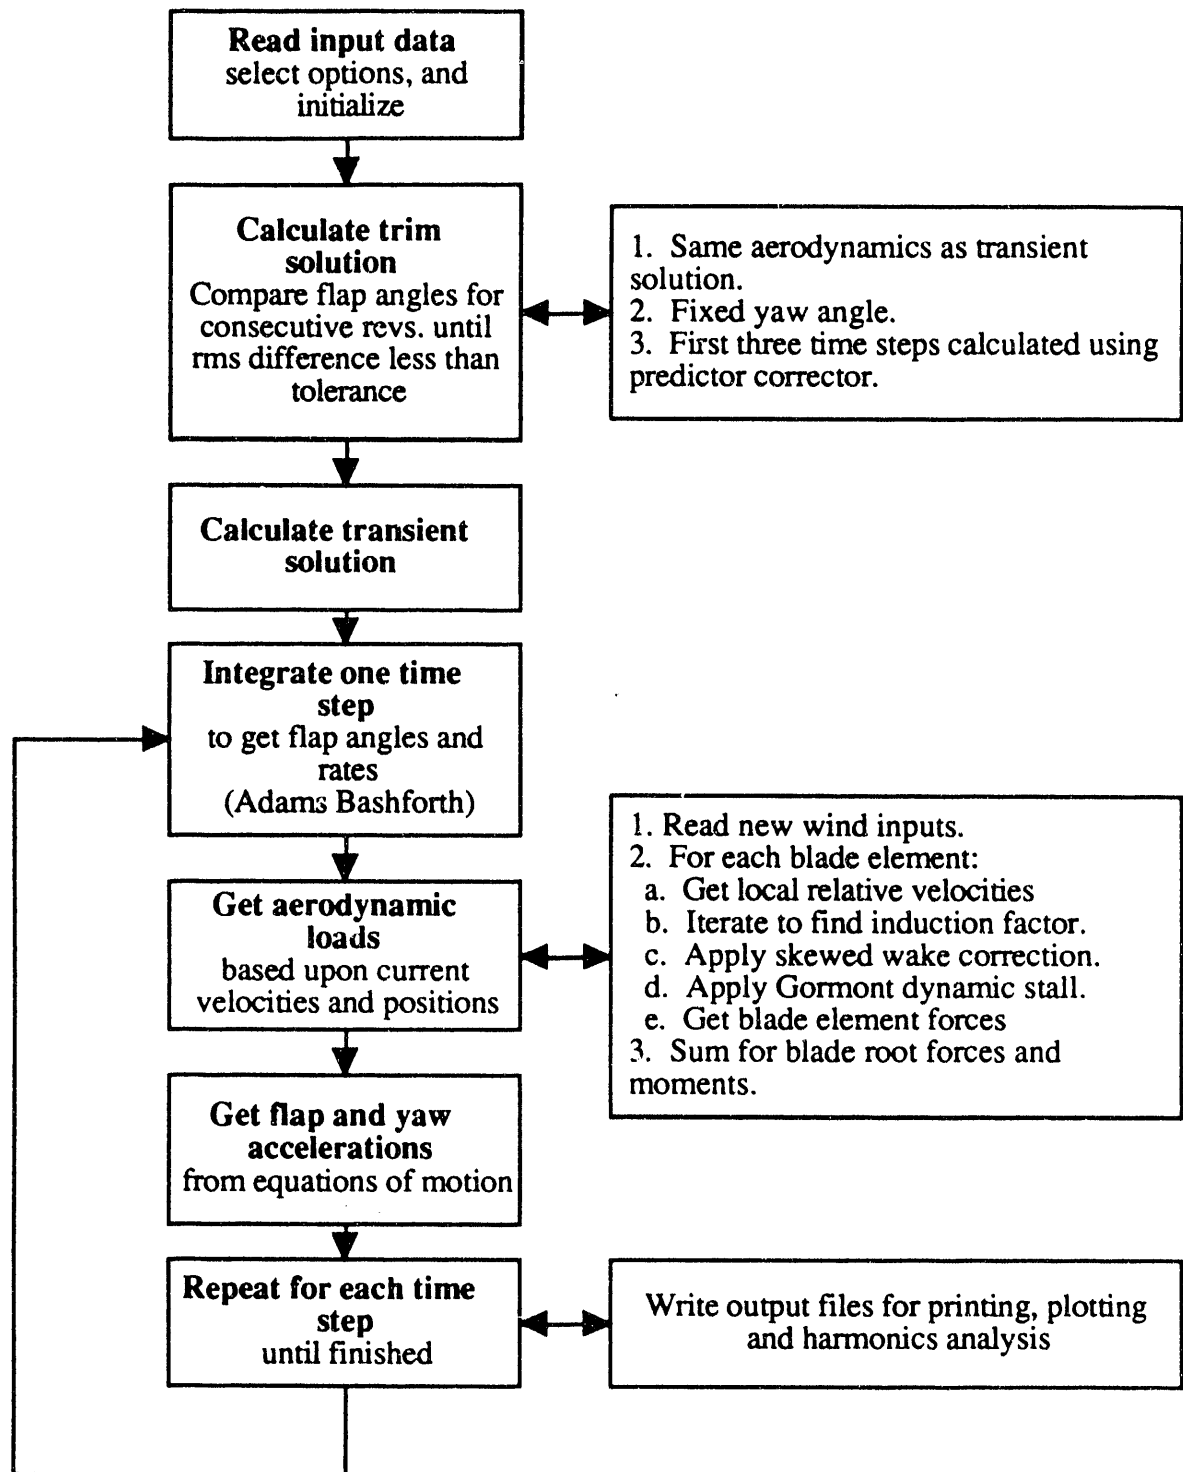 Read input data
select options, and
initialize
Calculate trim
solution
Compare flap angles for
consecutive revs. until
rms difference less than
tolerance
1. Same aerodynamics as transient
solution.
2. Fixed yaw angle.
3. First three time steps calculated using
predictor corrector.
Calculate transient
solution
Integrate one time
step
to get flap angles and
rates
(Adams Bashforth)
Get aerodynamic
loads
based upon current
velocities and positions
1. Read new wind inputs.
2. For each blade element:
a. Get local relative velocities
b. Iterate to find induction factor.
c. Apply skewed wake correction.
d. Apply Gormont dynamic stall.
e. Get blade element forces
3. Sum for blade root forces and
moments.
Get flap and yaw
accelerations
from equations of motion
Repeat for each time
step
until finished
Write output files for printing, plotting
and harmonics analysis